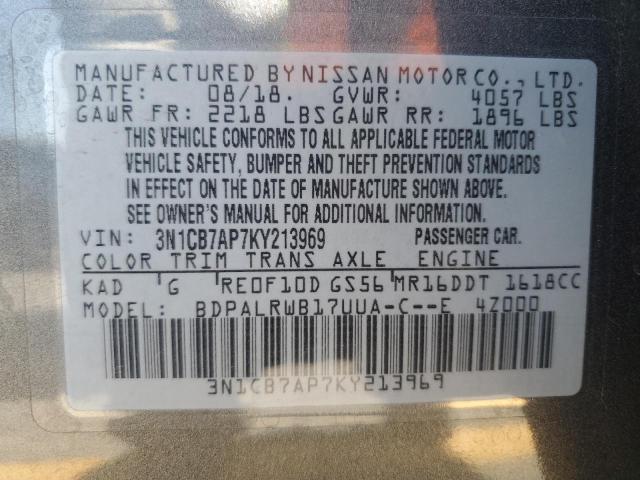 MANUFACTURED BY NISSAN MOTOR CO., LTD.
DATE: 08/18. GVWR: 4057 LBS
GAWR FR: 2218 LBS GAWR RR: 1896 LBS
THIS VEHICLE CONFORMS TO ALL APPLICABLE FEDERAL MOTOR
VEHICLE SAFETY, BUMPER AND THEFT PREVENTION STANDARDS
IN EFFECT ON THE DATE OF MANUFACTURE SHOWN ABOVE.
SEE OWNER'S MANUAL FOR ADDITIONAL INFORMATION
VIN: 3N1CB7AP7KY213969 PASSENGER CAR.
COLOR TRIM TRANS AXLE ENGINE
KAD G RE0F10D GS56 MR16DDT 1618CC
MODEL: BDPALRWB17UUA-C--E 4Z000
3N1CB7AP7KY213969